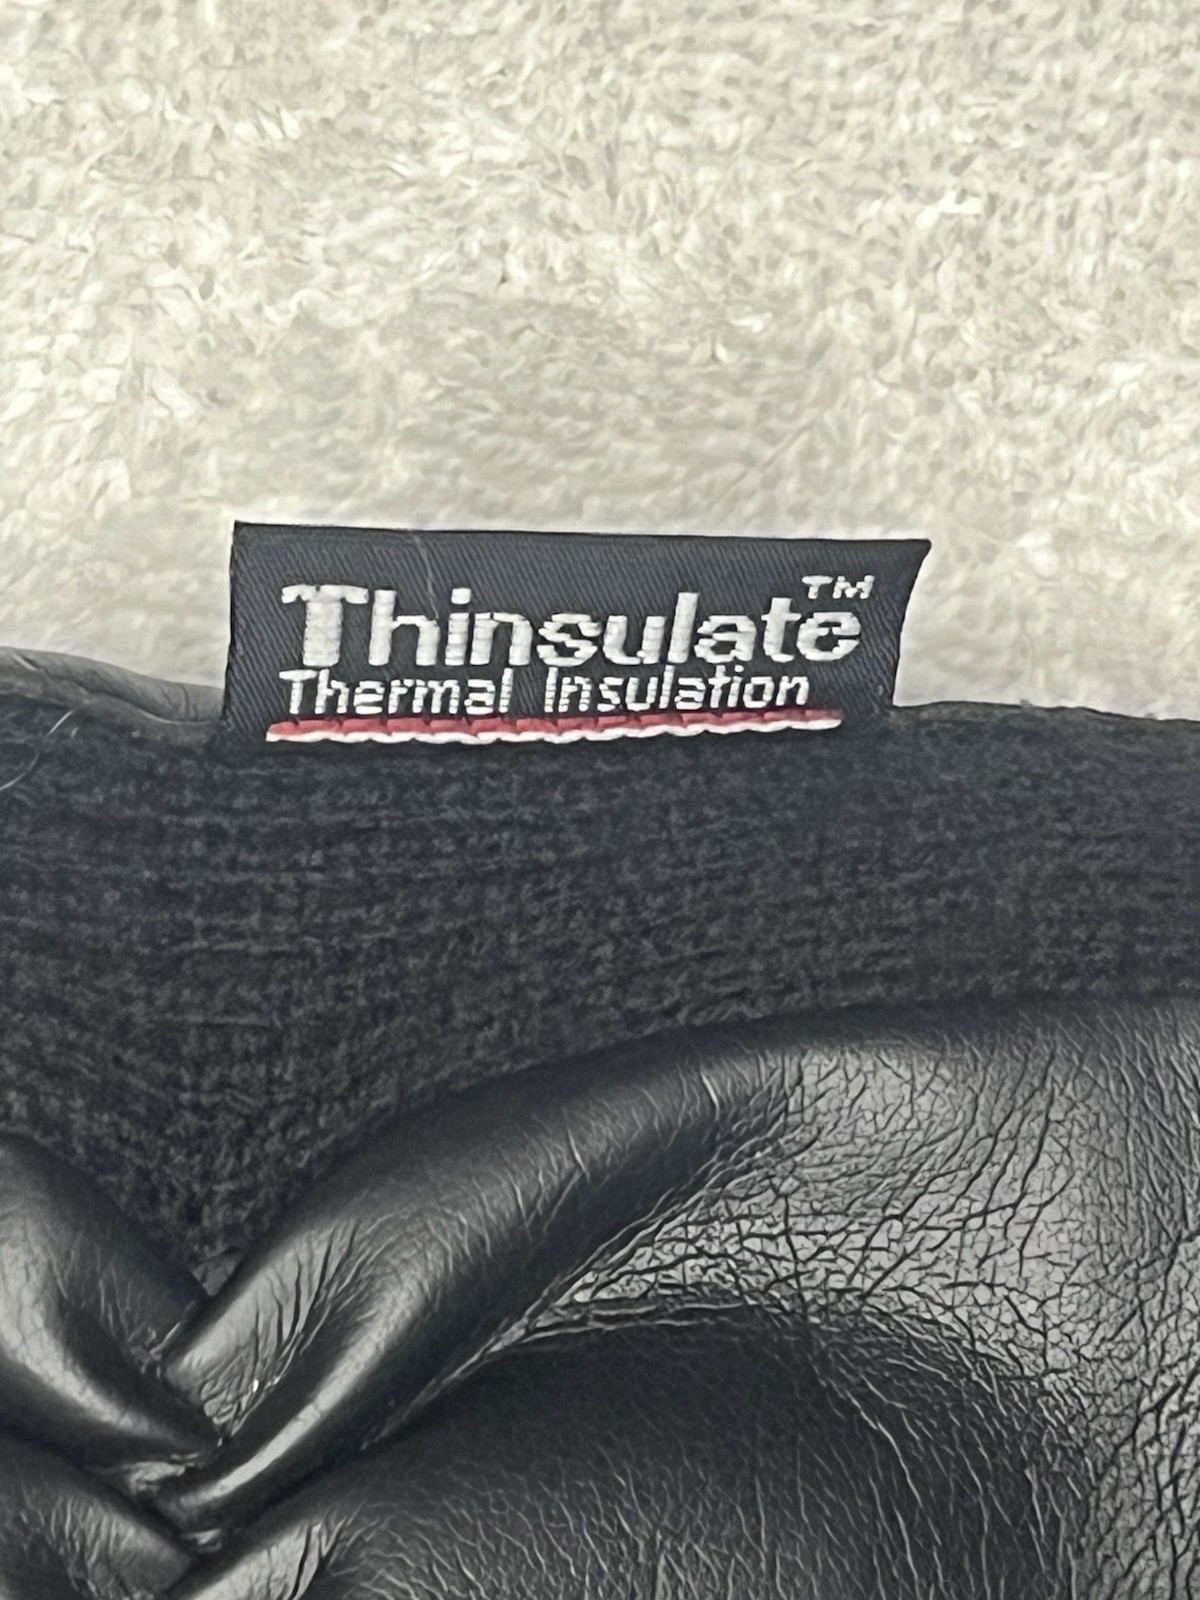 Thinsulate™
Thermal Insulation